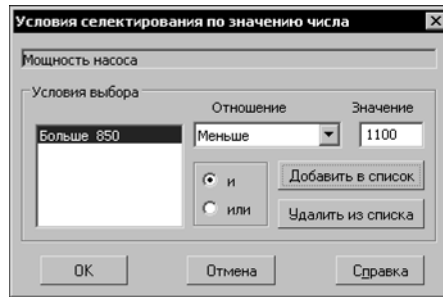 Условия селектирования по значению числа
Мощность насоса
Условия выбора
Отношение Значение
Больше 850 Меньше 1100
и Добавить в список
или Удалить из списка
OK Отмена Справка